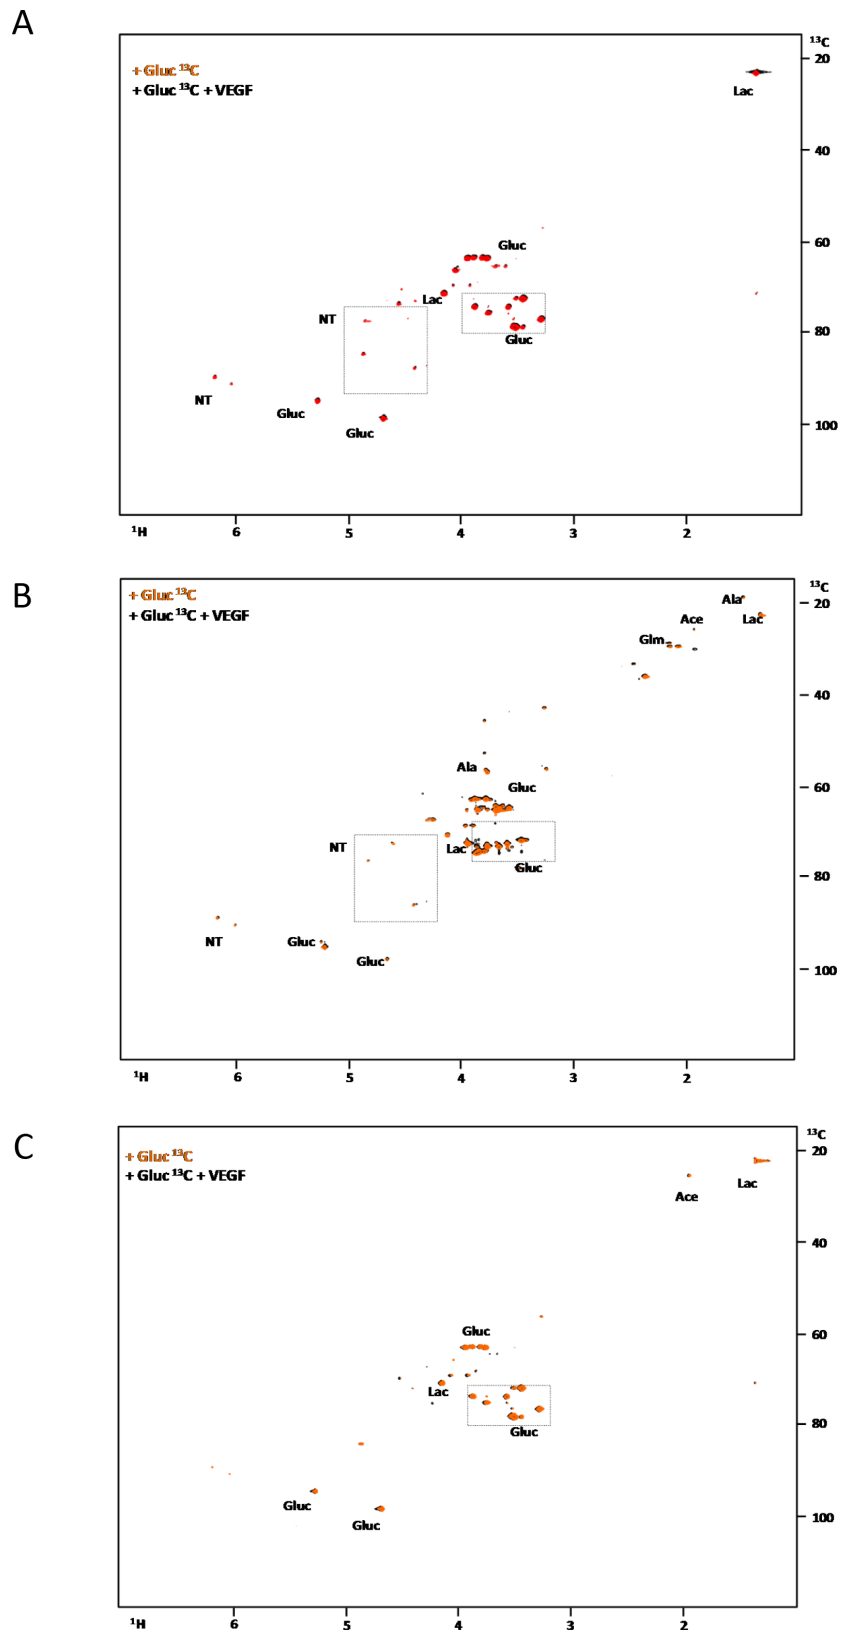 A
¹³C
20
+ Gluc ¹³C
+ Gluc ¹³C + VEGF
Lac
40
60
Gluc
Lac
NT
80
Gluc
NT
Gluc
100
Gluc
¹H 6 5 4 3 2
B
¹³C
+ Gluc ¹³C
20
Ala
+ Gluc ¹³C + VEGF
Ace Lac
Glm
40
Ala
60
Gluc
NT
Lac
Gluc
80
NT Gluc
Gluc
100
¹H 6 5 4 3 2
C
¹³C
20
+ Gluc ¹³C
+ Gluc ¹³C + VEGF
Lac
Ace
40
Gluc
60
Lac
80
Gluc
Gluc
100
Gluc
¹H 6 5 4 3 2